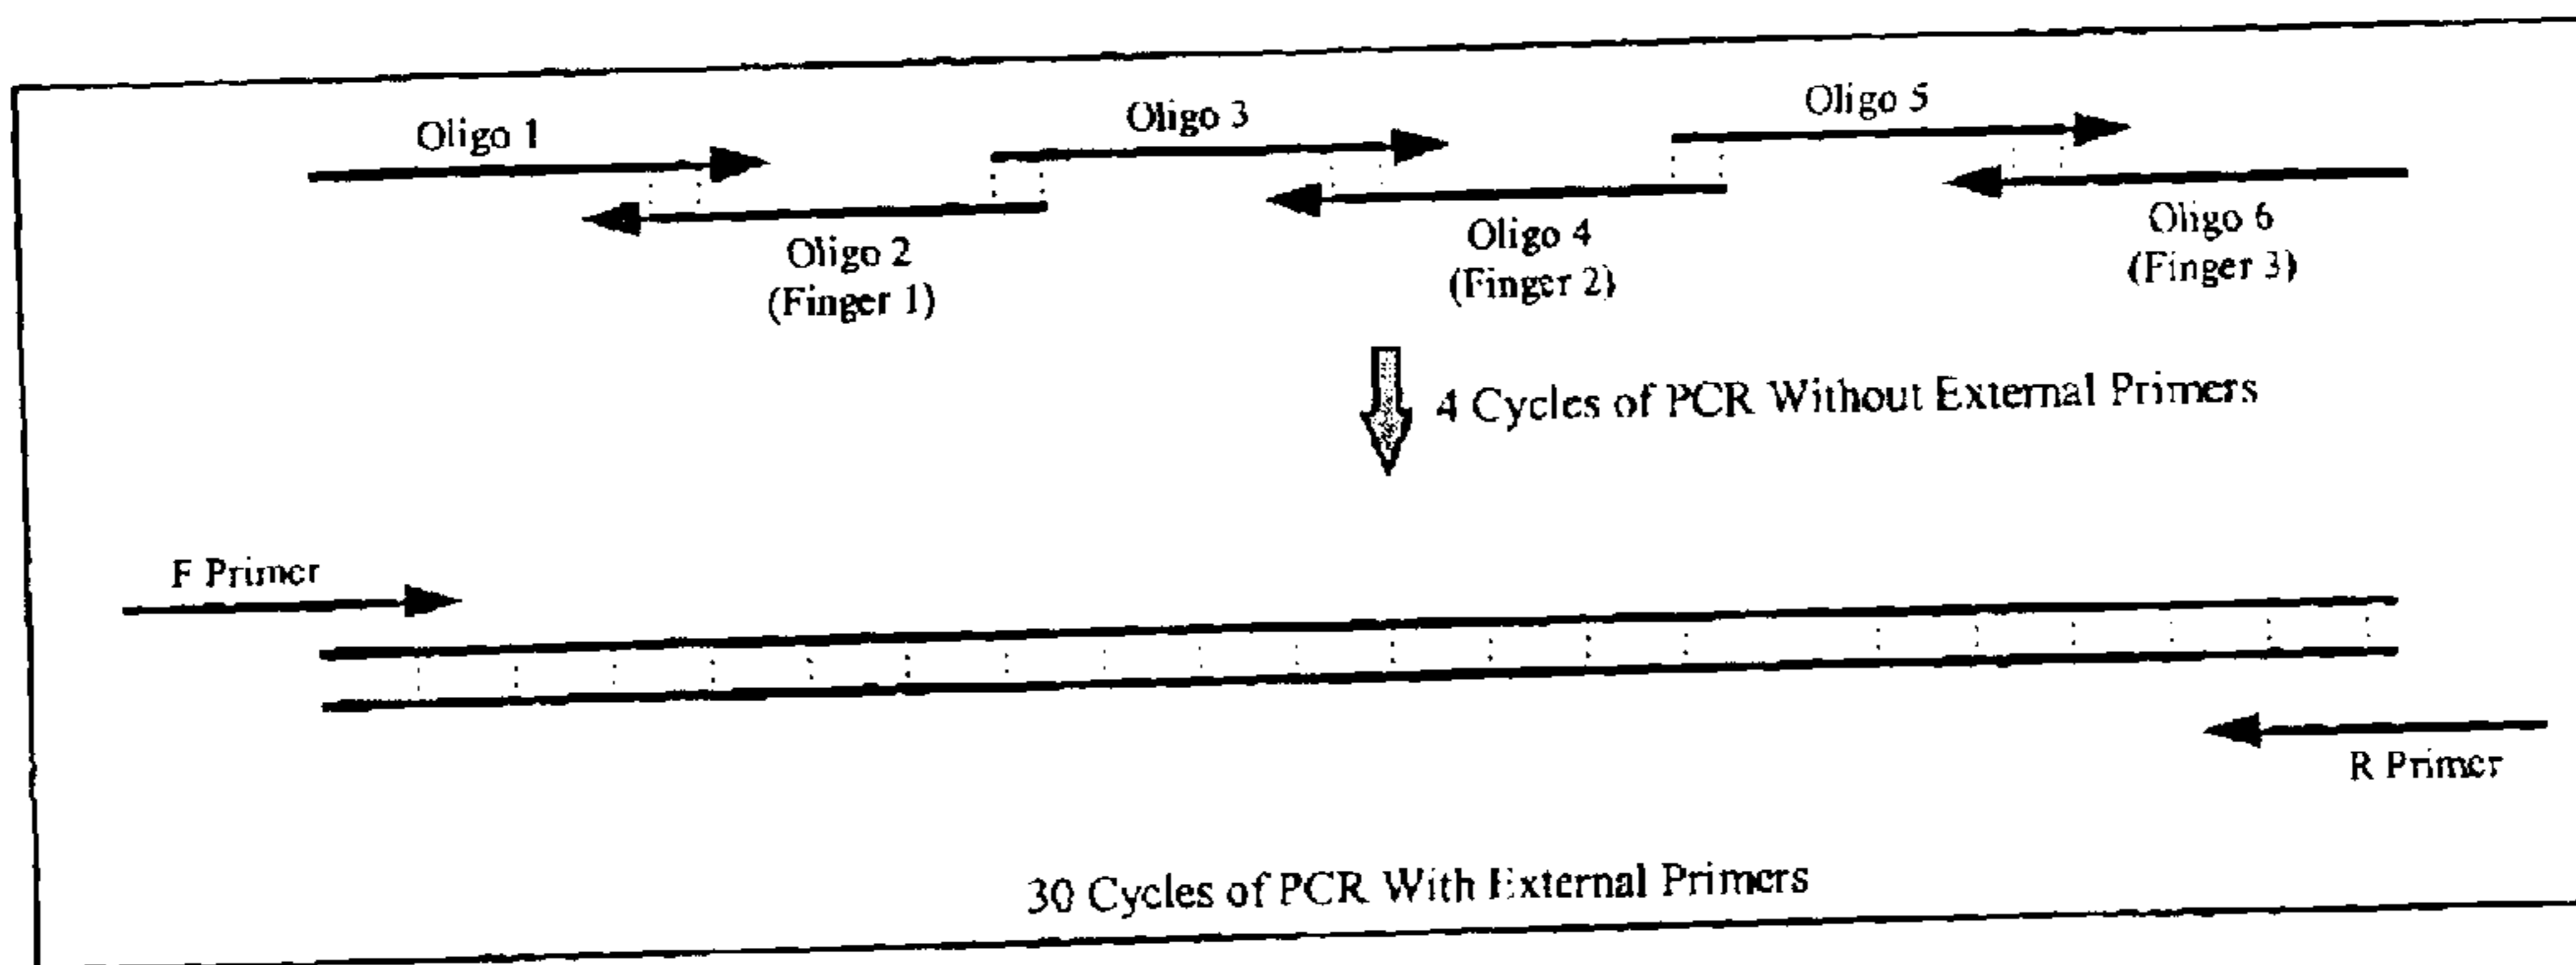 Oligo 1
Oligo 3
Oligo 5
Oligo 2
(Finger 1)
Oligo 4
(Finger 2)
Oligo 6
(Finger 3)
4 Cycles of PCR Without External Primers
F Primer
R Primer
30 Cycles of PCR With External Primers